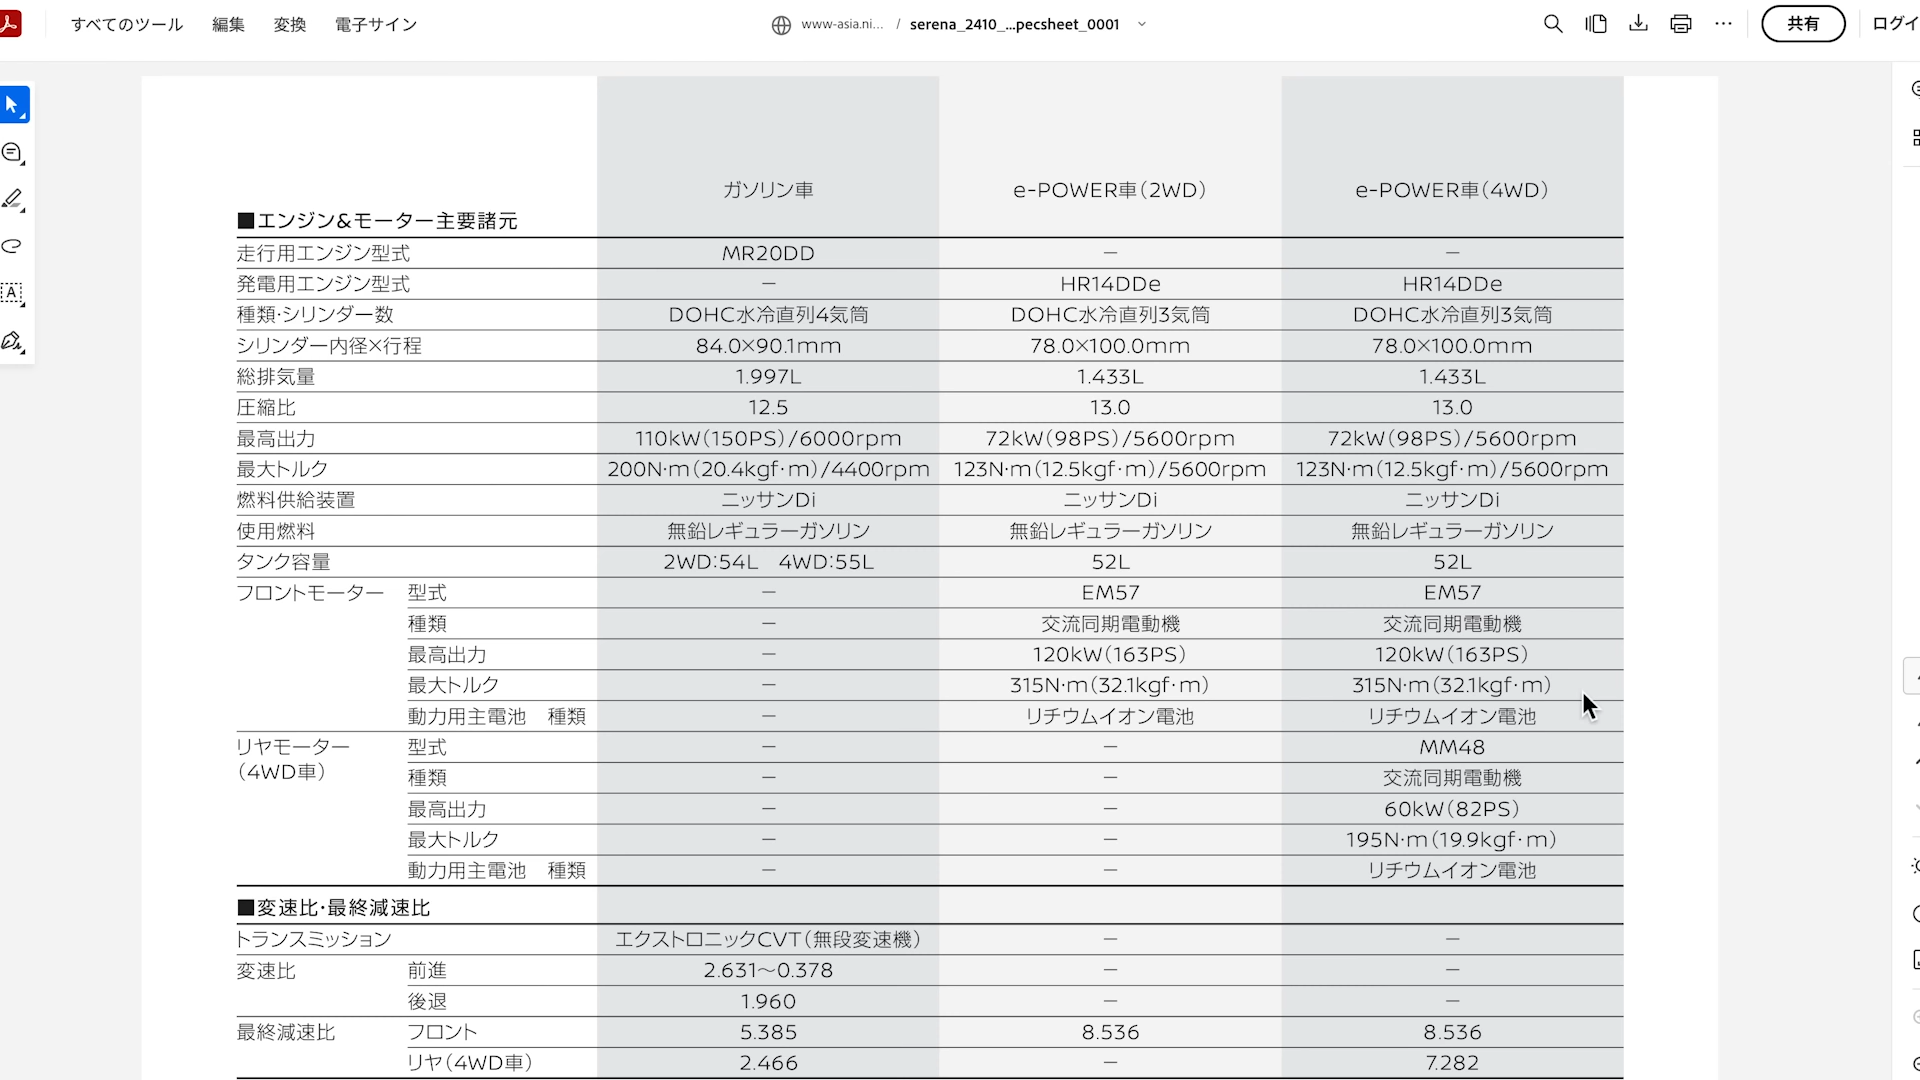 すべてのツール 編集 変換 電子サイン www-asia.ni... / serena_2410_...pecsheet_0001 共有 ログイ
ガソリン車 e-POWER車(2WD) e-POWER車(4WD)
■エンジン&モーター主要諸元
走行用エンジン型式 MR20DD － －
発電用エンジン型式 － HR14DDe HR14DDe
種類・シリンダー数 DOHC水冷直列4気筒 DOHC水冷直列3気筒 DOHC水冷直列3気筒
シリンダー内径×行程 84.0×90.1mm 78.0×100.0mm 78.0×100.0mm
総排気量 1.997L 1.433L 1.433L
圧縮比 12.5 13.0 13.0
最高出力 110kW(150PS)/6000rpm 72kW(98PS)/5600rpm 72kW(98PS)/5600rpm
最大トルク 200N・m(20.4kgf・m)/4400rpm 123N・m(12.5kgf・m)/5600rpm 123N・m(12.5kgf・m)/5600rpm
燃料供給装置 ニッサンDi ニッサンDi ニッサンDi
使用燃料 無鉛レギュラーガソリン 無鉛レギュラーガソリン 無鉛レギュラーガソリン
タンク容量 2WD:54L 4WD:55L 52L 52L
フロントモーター 型式 － EM57 EM57
種類 － 交流同期電動機 交流同期電動機
最高出力 － 120kW(163PS) 120kW(163PS)
最大トルク － 315N・m(32.1kgf・m) 315N・m(32.1kgf・m)
動力用主電池 種類 － リチウムイオン電池 リチウムイオン電池
リヤモーター 型式 － － MM48
(4WD車) 種類 － － 交流同期電動機
最高出力 － － 60kW(82PS)
最大トルク － － 195N・m(19.9kgf・m)
動力用主電池 種類 － － リチウムイオン電池
■変速比・最終減速比
トランスミッション エクストロニックCVT(無段変速機) － －
変速比 前進 2.631〜0.378 － －
後退 1.960 － －
最終減速比 フロント 5.385 8.536 8.536
リヤ(4WD車) 2.466 － 7.282